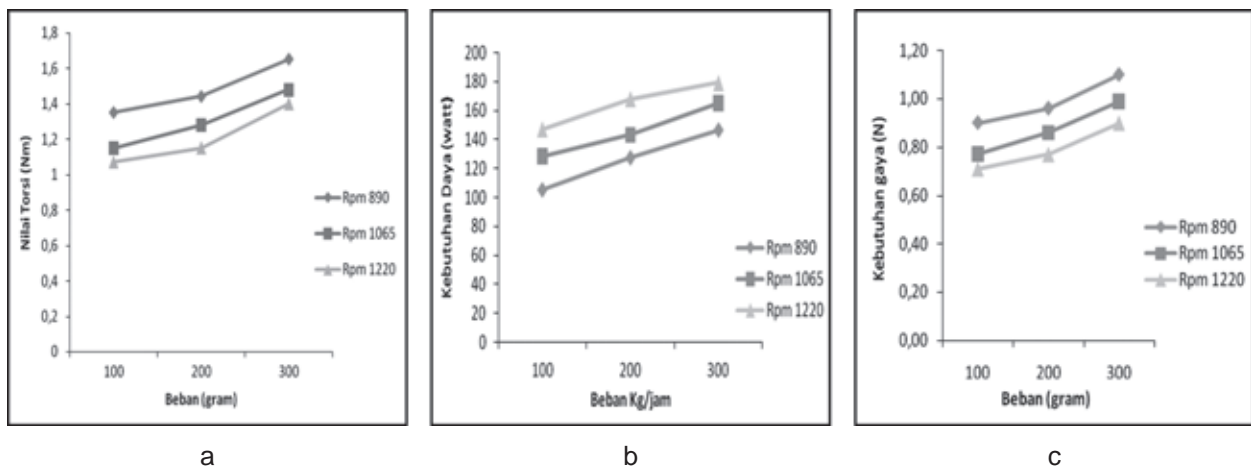 1,8
1,6
1,4
1,2
1
0,8
0,6
0,4
0,2
0
Nilai Torsi (Nm)
100 200 300
Beban (gram)
Rpm 890
Rpm 1065
Rpm 1220
a
200
180
160
140
120
100
80
60
40
20
0
Kebutuhan Daya (watt)
100 200 300
Beban Kg/jam
Rpm 890
Rpm 1065
Rpm 1220
b
1,20
1,00
0,80
0,60
0,40
0,20
0,00
Kebutuhan gaya (N)
100 200 300
Beban (gram)
Rpm 890
Rpm 1065
Rpm 1220
c